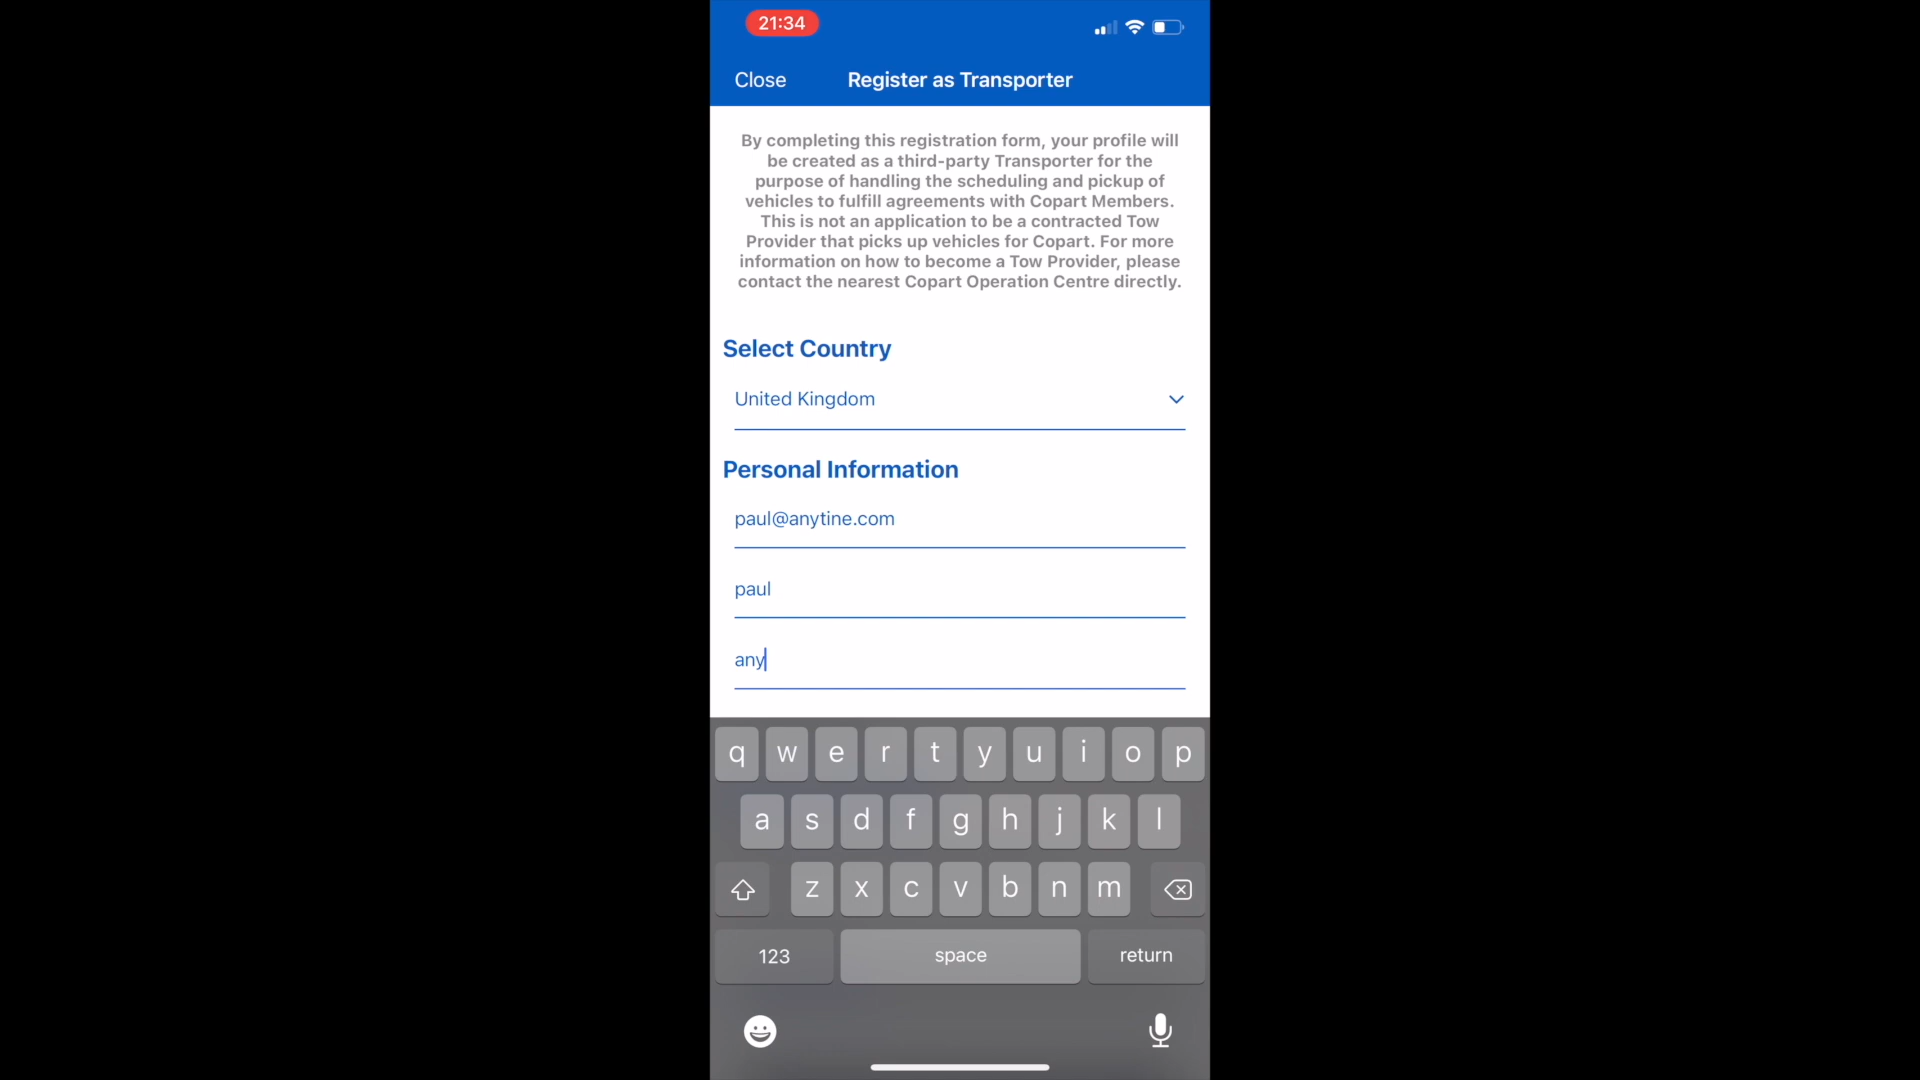 21:34
Close
Register as Transporter
By completing this registration form, your profile will
be created as a third-party Transporter for the
purpose of handling the scheduling and pickup of
vehicles to fulfill agreements with Copart Members.
This is not an application to be a contracted Tow
Provider that picks up vehicles for Copart. For more
information on how to become a Tow Provider, please
contact the nearest Copart Operation Centre directly.
Select Country
United Kingdom
Personal Information
paul@anytine.com
paul
any
q w e r t y u i o p
a s d f g h j k l
z x c v b n m
123 space return